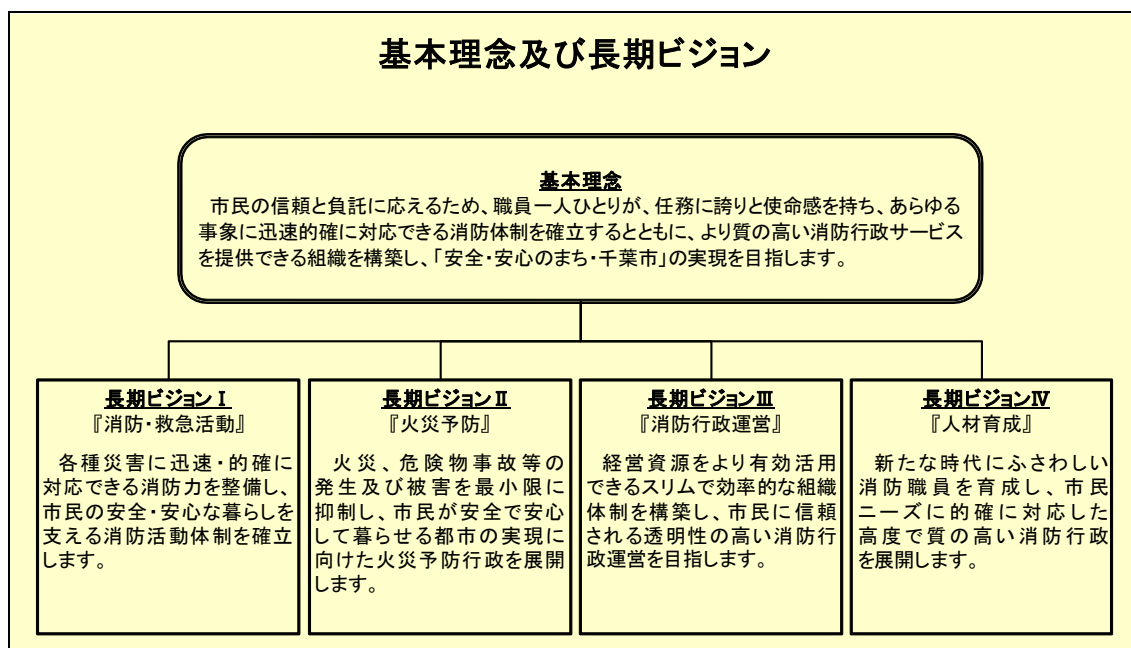 基本理念及び長期ビジョン
基本理念
市民の信頼と負託に応えるため、職員一人ひとりが、任務に誇りと使命感を持ち、あらゆる
事象に迅速的確に対応できる消防体制を確立するとともに、より質の高い消防行政サービス
を提供できる組織を構築し、「安全・安心のまち・千葉市」の実現を目指します。
長期ビジョンⅠ
『消防・救急活動』
各種災害に迅速・的確に
対応できる消防力を整備し、
市民の安全・安心な暮らしを
支える消防活動体制を確立
します。
長期ビジョンⅡ
『火災予防』
火災、危険物事故等の
発生及び被害を最小限に
抑制し、市民が安全で安心
して暮らせる都市の実現に
向けた火災予防行政を展開
します。
長期ビジョンⅢ
『消防行政運営』
経営資源をより有効活用
できるスリムで効率的な組織
体制を構築し、市民に信頼
される透明性の高い消防行
政運営を目指します。
長期ビジョンⅣ
『人材育成』
新たな時代にふさわしい
消防職員を育成し、市民
ニーズに的確に対応した
高度で質の高い消防行政
を展開します。